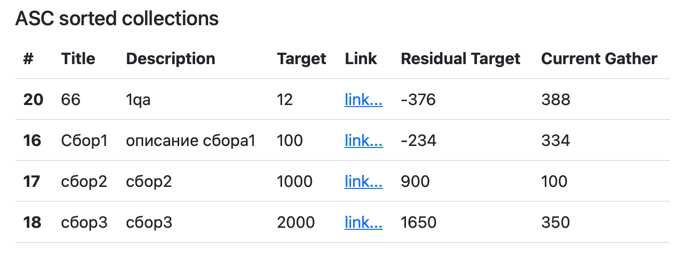 ASC sorted collections
# Title Description Target Link Residual Target Current Gather
20 66 1qa 12 link... -376 388
16 Сбор1 описание сбора1 100 link... -234 334
17 сбор2 сбор2 1000 link... 900 100
18 сбор3 сбор3 2000 link... 1650 350